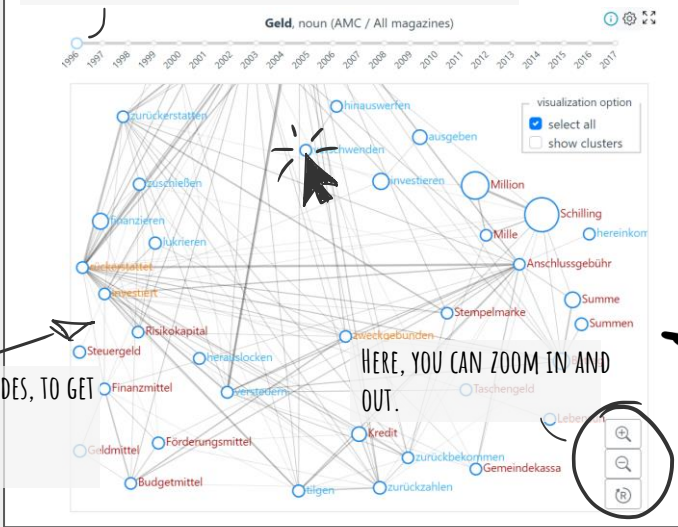 Geld, noun (AMC / All magazines)
1996 1997 1998 1999 2000 2001 2002 2003 2004 2005 2006 2007 2008 2009 2010 2011 2012 2013 2014 2015 2016 2017
visualization option
select all
show clusters
hinauswerfen
zurückerstatten
ausgeben
zuschießen
investieren
Million
finanzieren
Schilling
Mille
hereinkom
lukrieren
Anschlussgebühr
investiert
Summe
Stempelmarke
Summen
Risikokapital
zweckgebunden
Steuergeld
herauslocken
HERE, YOU CAN ZOOM IN AND
OUT.
DES, TO GET
Finanzmittel
versteuern
Taschengeld
Kredit
Geldmittel
Förderungsmittel
zurückbekommen
Gemeindekassa
Budgetmittel
tilgen
zurückzahlen
R